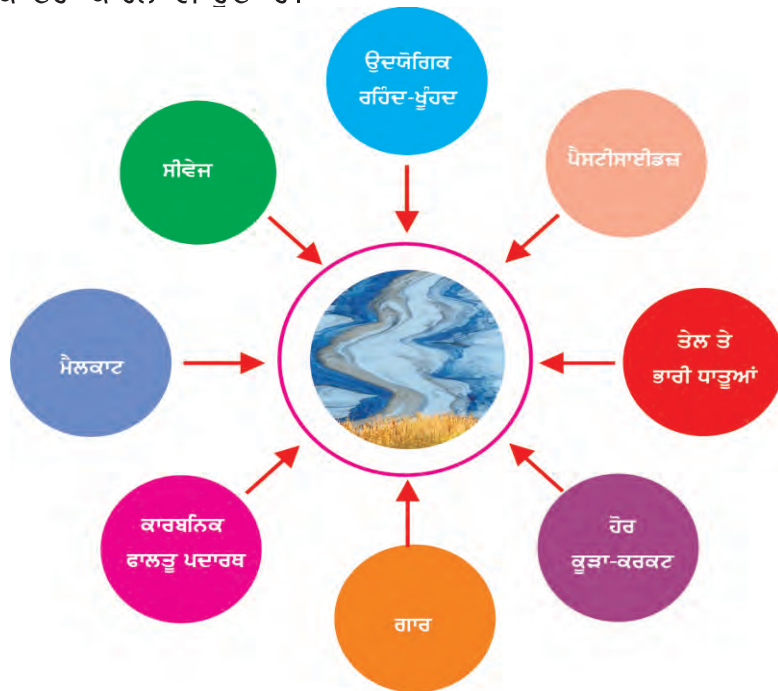 ਉਦਯੋਗਿਕ
ਰਹਿੰਦ-ਖੂੰਹਦ
ਪੈਸਟੀਸਾਈਡਜ਼
ਸੀਵੇਜ
ਤੇਲ ਤੇ
ਭਾਰੀ ਧਾਤੂਆਂ
ਮੈਲਕਾਟ
ਕਾਰਬਨਿਕ
ਫਾਲਤੂ ਪਦਾਰਥ
ਹੋਰ
ਕੂੜਾ-ਕਰਕਟ
ਗਾਰ